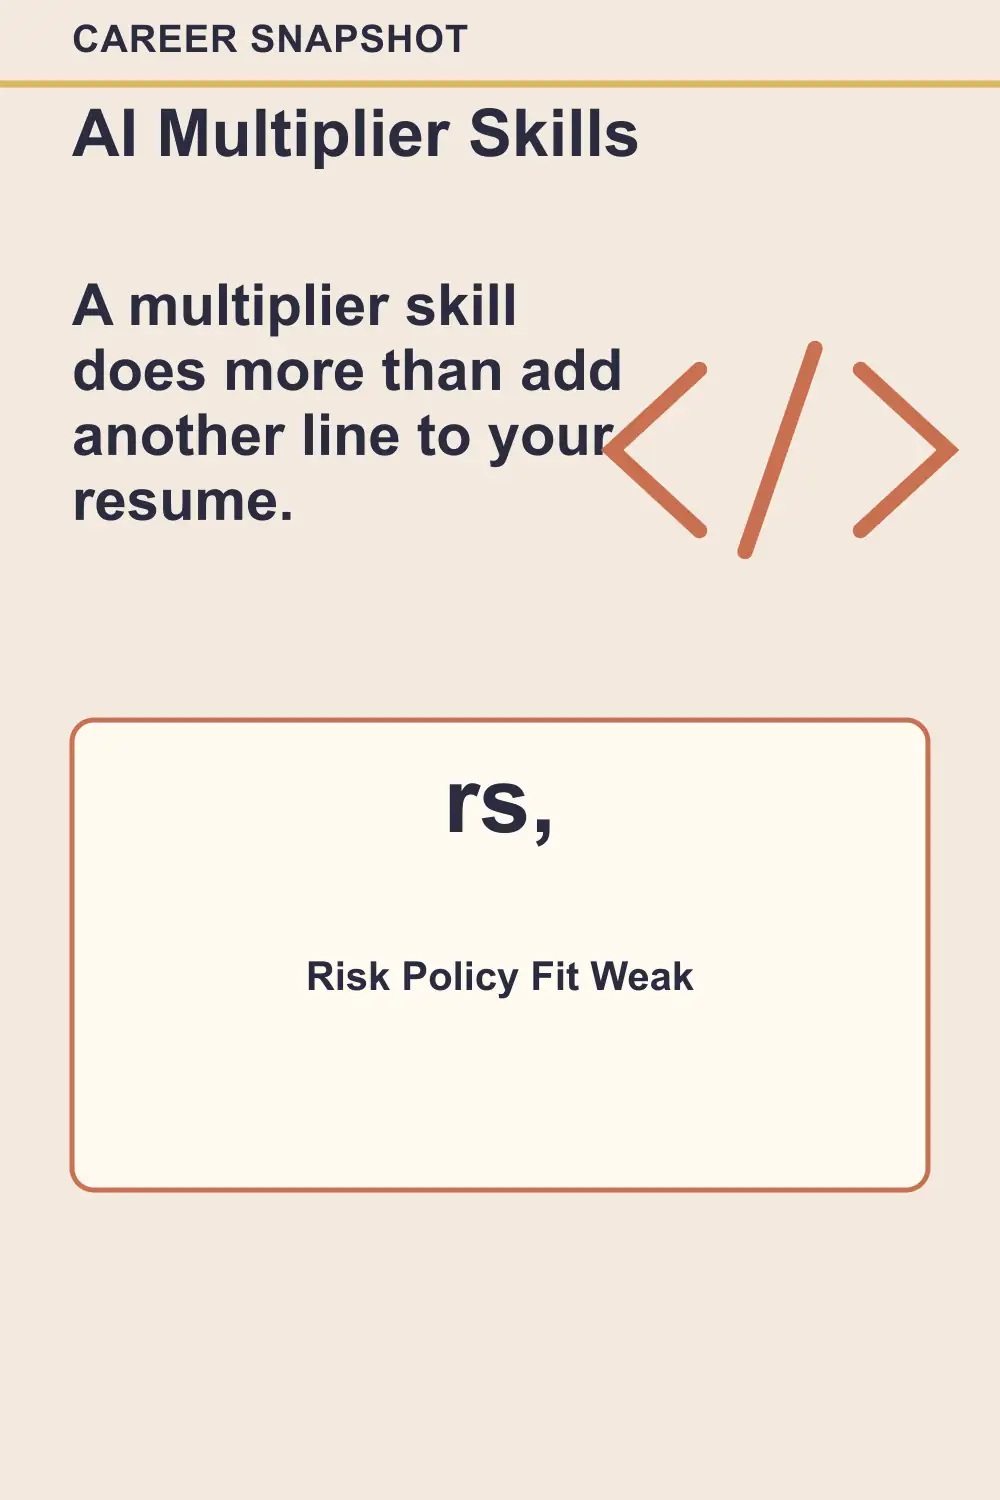 CAREER SNAPSHOT
AI Multiplier Skills
A multiplier skill
does more than add
another line to your
resume.
</>
rs,
Risk Policy Fit Weak